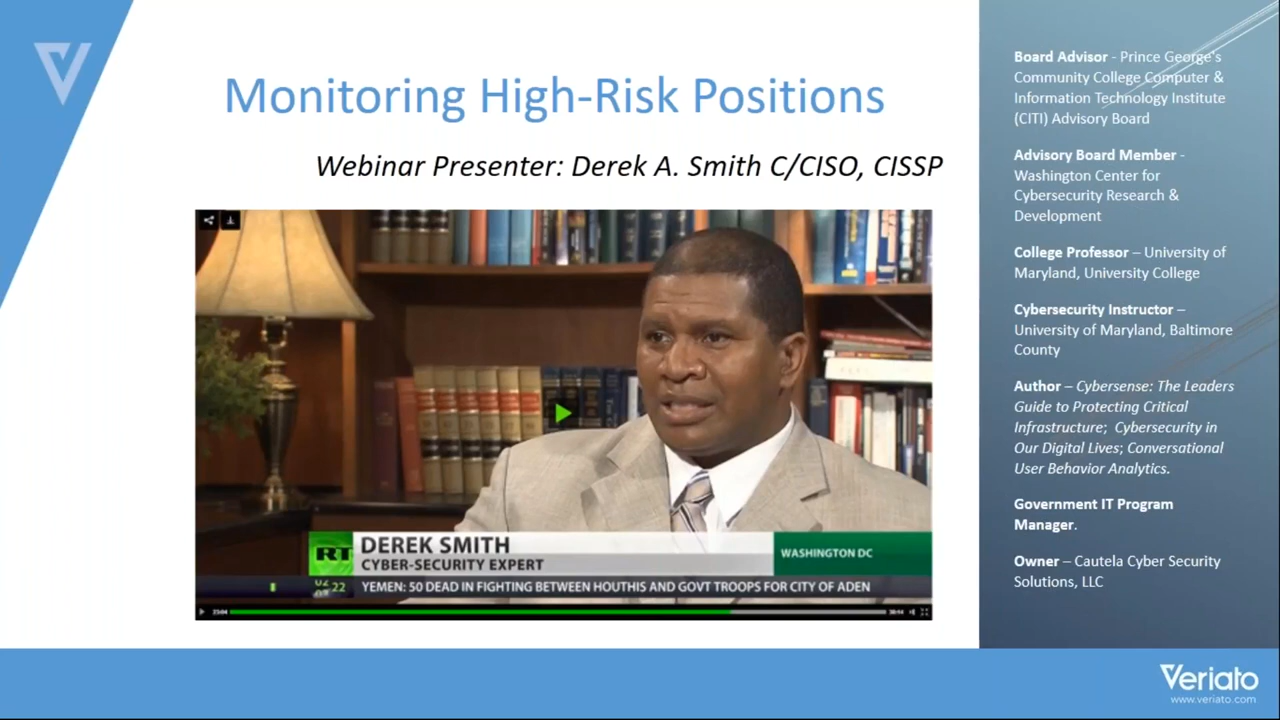 Monitoring High-Risk Positions
Webinar Presenter: Derek A. Smith C/CISO, CISSP
RT
DEREK SMITH
CYBER-SECURITY EXPERT
WASHINGTON DC
22
YEMEN: 50 DEAD IN FIGHTING BETWEEN HOUTHIS AND GOVT TROOPS FOR CITY OF ADEN
Board Advisor - Prince George's
Community College Computer &
Information Technology Institute
(CITI) Advisory Board
Advisory Board Member -
Washington Center for
Cybersecurity Research &
Development
College Professor – University of
Maryland, University College
Cybersecurity Instructor –
University of Maryland, Baltimore
County
Author – Cybersense: The Leaders
Guide to Protecting Critical
Infrastructure; Cybersecurity in
Our Digital Lives; Conversational
User Behavior Analytics.
Government IT Program
Manager.
Owner – Cautela Cyber Security
Solutions, LLC
Veriato
www.veriato.com